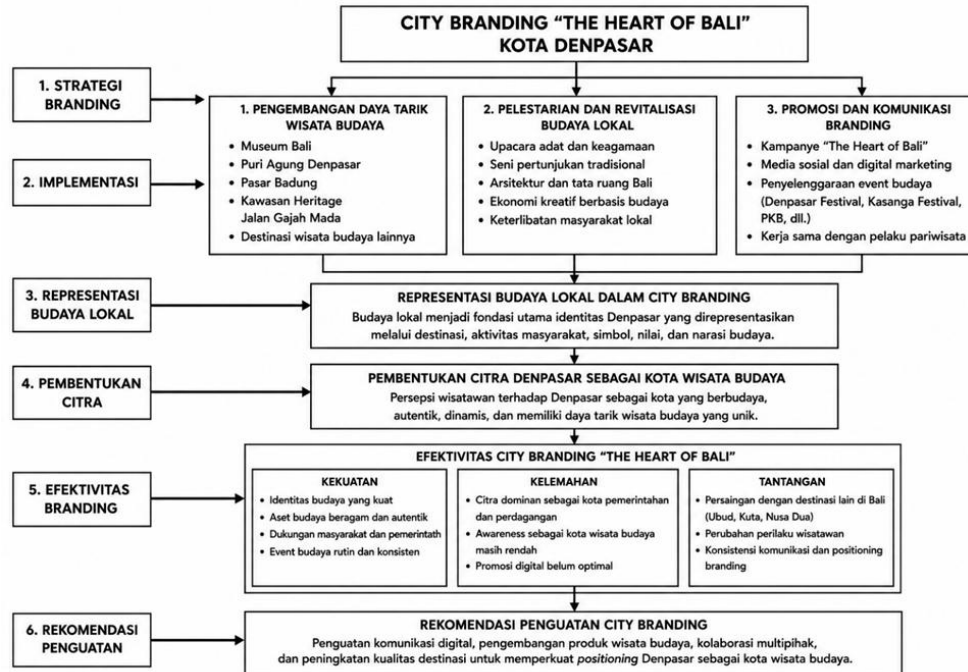 CITY BRANDING “THE HEART OF BALI”
KOTA DENPASAR
1. STRATEGI
BRANDING
2. IMPLEMENTASI
1. PENGEMBANGAN DAYA TARIK
WISATA BUDAYA
• Museum Bali
• Puri Agung Denpasar
• Pasar Badung
• Kawasan Heritage
Jalan Gajah Mada
• Destinasi wisata budaya lainnya
2. PELESTARIAN DAN REVITALISASI
BUDAYA LOKAL
• Upacara adat dan keagamaan
• Seni pertunjukan tradisional
• Arsitektur dan tata ruang Bali
• Ekonomi kreatif berbasis budaya
• Keterlibatan masyarakat lokal
3. PROMOSI DAN KOMUNIKASI
BRANDING
• Kampanye “The Heart of Bali”
• Media sosial dan digital marketing
• Penyelenggaraan event budaya
(Denpasar Festival, Kasanga Festival,
PKB, dll.)
• Kerja sama dengan pelaku pariwisata
3. REPRESENTASI
BUDAYA LOKAL
REPRESENTASI BUDAYA LOKAL DALAM CITY BRANDING
Budaya lokal menjadi fondasi utama identitas Denpasar yang direpresentasikan
melalui destinasi, aktivitas masyarakat, simbol, nilai, dan narasi budaya.
4. PEMBENTUKAN
CITRA
PEMBENTUKAN CITRA DENPASAR SEBAGAI KOTA WISATA BUDAYA
Persepsi wisatawan terhadap Denpasar sebagai kota yang berbudaya,
autentik, dinamis, dan memiliki daya tarik wisata budaya yang unik.
5. EFEKTIVITAS
BRANDING
EFEKTIVITAS CITY BRANDING “THE HEART OF BALI”
KEKUATAN
• Identitas budaya yang kuat
• Aset budaya beragam dan autentik
• Dukungan masyarakat dan pemerintath
• Event budaya rutin dan konsisten
KELEMAHAN
• Citra dominan sebagai kota pemerintahan
dan perdagangan
• Awareness sebagai kota wisata budaya
masih rendah
• Promosi digital belum optimal
TANTANGAN
• Persaingan dengan destinasi lain di Bali
(Ubud, Kuta, Nusa Dua)
• Perubahan perilaku wisatawan
• Konsistensi komunikasi dan positioning
branding
6. REKOMENDASI
PENGUATAN
REKOMENDASI PENGUATAN CITY BRANDING
Penguatan komunikasi digital, pengembangan produk wisata budaya, kolaborasi multipihak,
dan peningkatan kualitas destinasi untuk memperkuat positioning Denpasar sebagai kota wisata budaya.